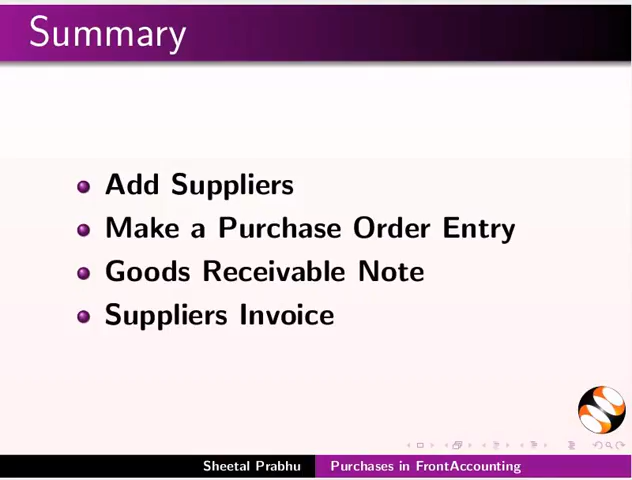 Summary
Add Suppliers
Make a Purchase Order Entry
Goods Receivable Note
Suppliers Invoice
Sheetal Prabhu Purchases in FrontAccounting